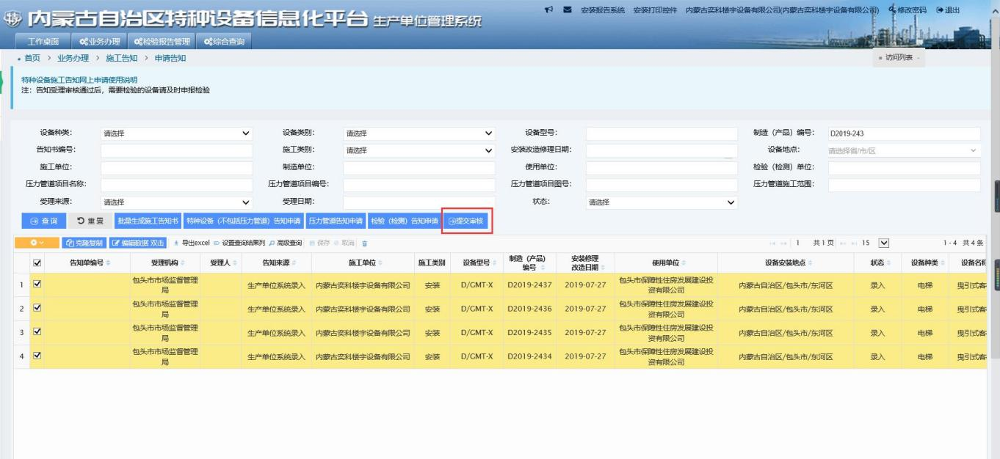 内蒙古自治区特种设备信息化平台 生产单位管理系统
安装报告系统 安装打印控件 内蒙古奕科楼宇设备有限公司(内蒙古奕科楼宇设备有限公司) 修改密码 退出
工作桌面 业务办理 检验报告管理 综合查询
首页 > 业务办理 > 施工告知 > 申请告知
访问列表
特种设备施工告知网上申请使用说明
注：告知受理审核通过后，需要检验的设备请及时申报检验
设备种类： 请选择 设备类别： 请选择 设备型号： 制造（产品）编号： D2019-243
告知书编号： 施工类别： 请选择 安装改造修理日期： 设备地点： 请选择省/市/区
施工单位： 制造单位： 使用单位： 检验（检测）单位：
压力管道项目名称： 压力管道项目编号： 压力管道项目图号： 压力管道施工范围：
受理来源： 请选择 受理日期： 状态： 请选择
查询 重置 批量生成施工告知书 特种设备（不包括压力管道）告知申请 压力管道告知申请 检验（检测）告知申请 提交审核
克隆复制 编辑数据 双击 导出excel 设置查询结果列 高级查询 保存 取消 1 共1页 15 1 - 4 共4条
告知单编号 受理机构 受理人 告知来源 施工单位 施工类别 设备型号 制造（产品）编号 安装修理改造日期 使用单位 设备安装地点 状态 设备种类 设备名称
1 包头市市场监督管理局 生产单位系统录入 内蒙古奕科楼宇设备有限公司 安装 D/GMT-X D2019-2437 2019-07-27 包头市保障性住房发展建设投资有限公司 内蒙古自治区/包头市/东河区 录入 电梯 曳引式客
2 包头市市场监督管理局 生产单位系统录入 内蒙古奕科楼宇设备有限公司 安装 D/GMT-X D2019-2436 2019-07-27 包头市保障性住房发展建设投资有限公司 内蒙古自治区/包头市/东河区 录入 电梯 曳引式客
3 包头市市场监督管理局 生产单位系统录入 内蒙古奕科楼宇设备有限公司 安装 D/GMT-X D2019-2435 2019-07-27 包头市保障性住房发展建设投资有限公司 内蒙古自治区/包头市/东河区 录入 电梯 曳引式客
4 包头市市场监督管理局 生产单位系统录入 内蒙古奕科楼宇设备有限公司 安装 D/GMT-X D2019-2434 2019-07-27 包头市保障性住房发展建设投资有限公司 内蒙古自治区/包头市/东河区 录入 电梯 曳引式客